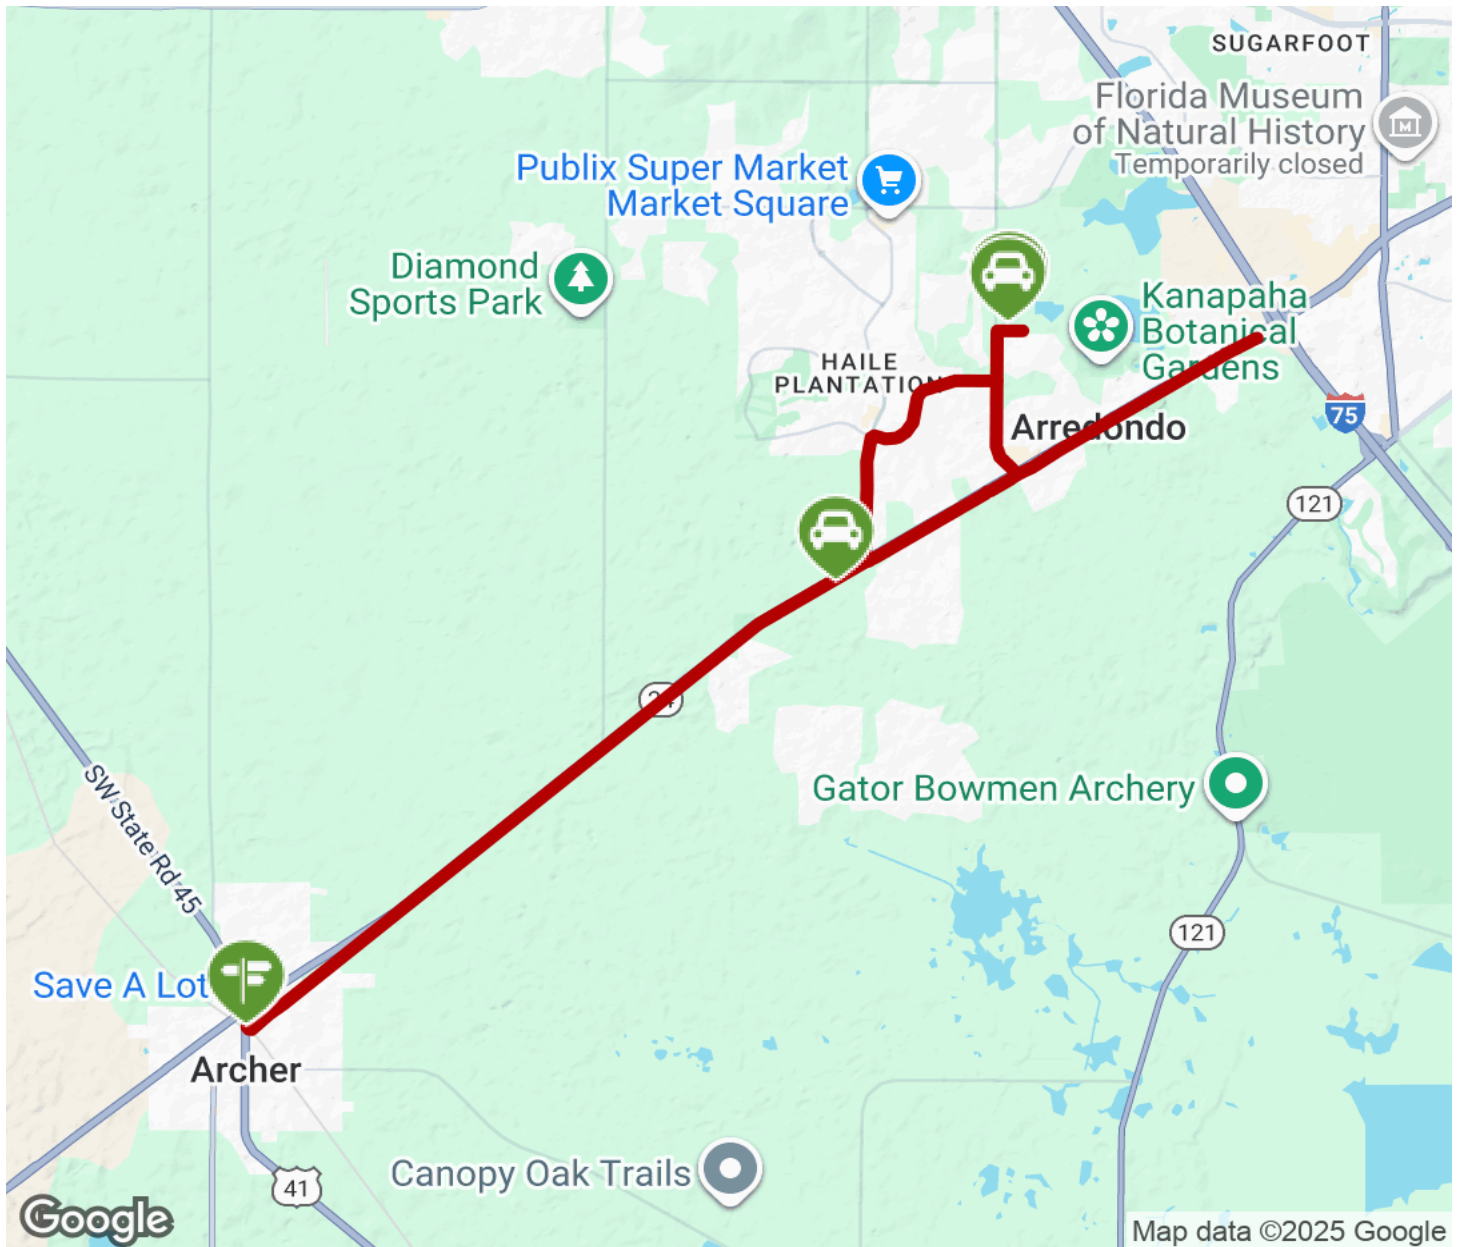 SUGARFOOT
Florida Museum
of Natural History
Temporarily closed
Publix Super Market
Market Square
Diamond
Sports Park
Kanapaha
Botanical
Gardens
HAILE
PLANTATION
Arredondo
75
121
24
Gator Bowmen Archery
SW State Rd 45
121
Save A Lot
Archer
Canopy Oak Trails
41
Google
Map data ©2025 Google